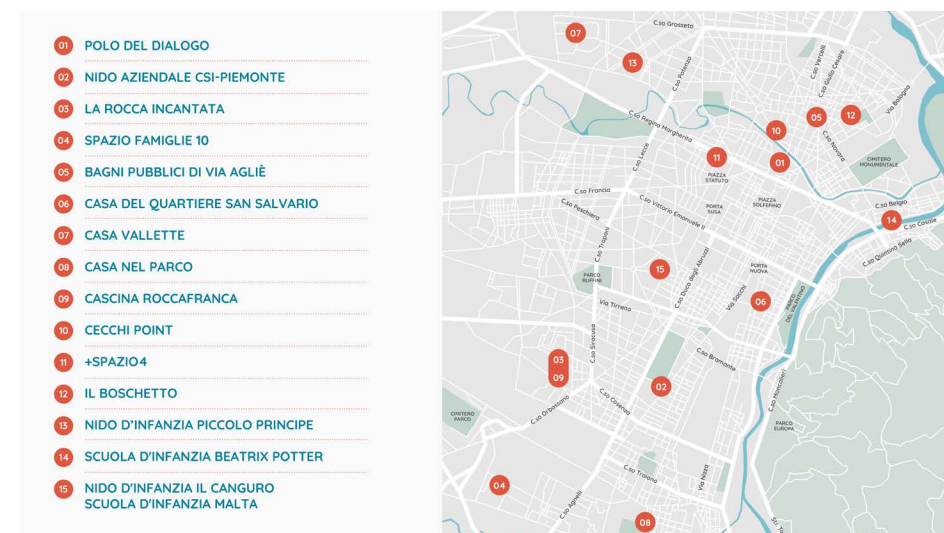 01 POLO DEL DIALOGO
02 NIDO AZIENDALE CSI-PIEMONTE
03 LA ROCCA INCANTATA
04 SPAZIO FAMIGLIE 10
05 BAGNI PUBBLICI DI VIA AGLIÈ
06 CASA DEL QUARTIERE SAN SALVARIO
07 CASA VALLETTE
08 CASA NEL PARCO
09 CASCINA ROCCAFRANCA
10 CECCHI POINT
11 +SPAZIO4
12 IL BOSCHETTO
13 NIDO D'INFANZIA PICCOLO PRINCIPE
14 SCUOLA D'INFANZIA BEATRIX POTTER
15 NIDO D'INFANZIA IL CANGURO
SCUOLA D'INFANZIA MALTA
C.so Grosseto
07
13
C.so Potenza
C.so Vercelli
C.so Giulio Cesare
Via Bologna
C.so Regina Margherita
10
05
12
C.so Novara
C.so Lecce
11
01
PIAZZA
STATUTO
CIMITERO
MONUMENTALE
C.so Francia
C.so Peschiera
C.so Vittorio Emanuele II
PORTA
SUSA
PIAZZA
SOLFERINO
C.so Belgio
14
C.so Casale
C.so Quintino Sella
C.so Trapani
PARCO
RUFFINI
15
C.so Duca degli Abruzzi
PORTA
NUOVA
Via Sacchi
06
PARCO
DEL VALENTINO
Via Tirreno
C.so Siracusa
03
09
C.so Bramante
02
C.so Moncalieri
C.so Orbassano
C.so Cosenza
CIMITERO
PARCO
PARCO
EUROPA
04
C.so Agnelli
C.so Traiano
Via Nizza
08